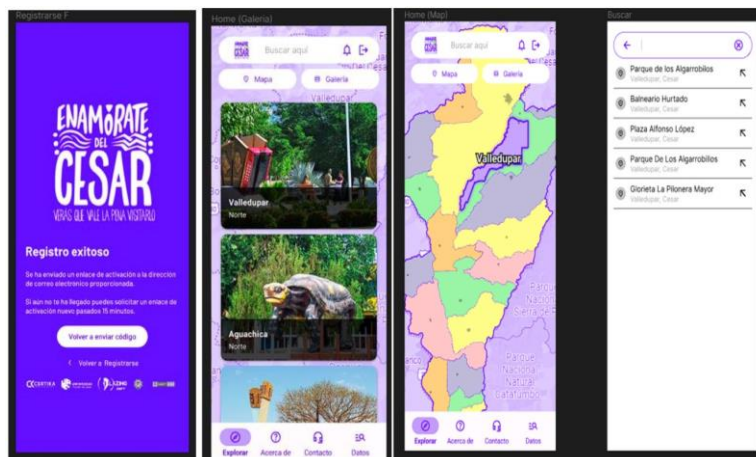 Registrarse F
ENAMÓRATE
DEL
CESAR
VERÁS QUE VALE LA PENA VISITARLO
Registro exitoso
Se ha enviado un enlace de activación a la dirección
de correo electrónico proporcionada.
Si aún no te ha llegado puedes solicitar un enlace de
activación nuevo pasados 15 minutos.
Volver a enviar código
Volver a Registrarse
Home (Galería)
Buscar aquí
Mapa
Galería
Valledupar
Valledupar
Norte
Aguachica
Norte
Explorar
Acerca de
Contacto
Datos
Home (Map)
Buscar aquí
Mapa
Galería
Valledupar
Parque
Nacional
Parque
Nacional
Natural
Catatumbo
Explorar
Acerca de
Contacto
Datos
Buscar
Parque de los Algarrobilos
Valledupar, Cesar
Balneario Hurtado
Valledupar, Cesar
Plaza Alfonso López
Valledupar, Cesar
Parque De Los Algarrobillos
Valledupar, Cesar
Glorieta La Pilonera Mayor
Valledupar, Cesar